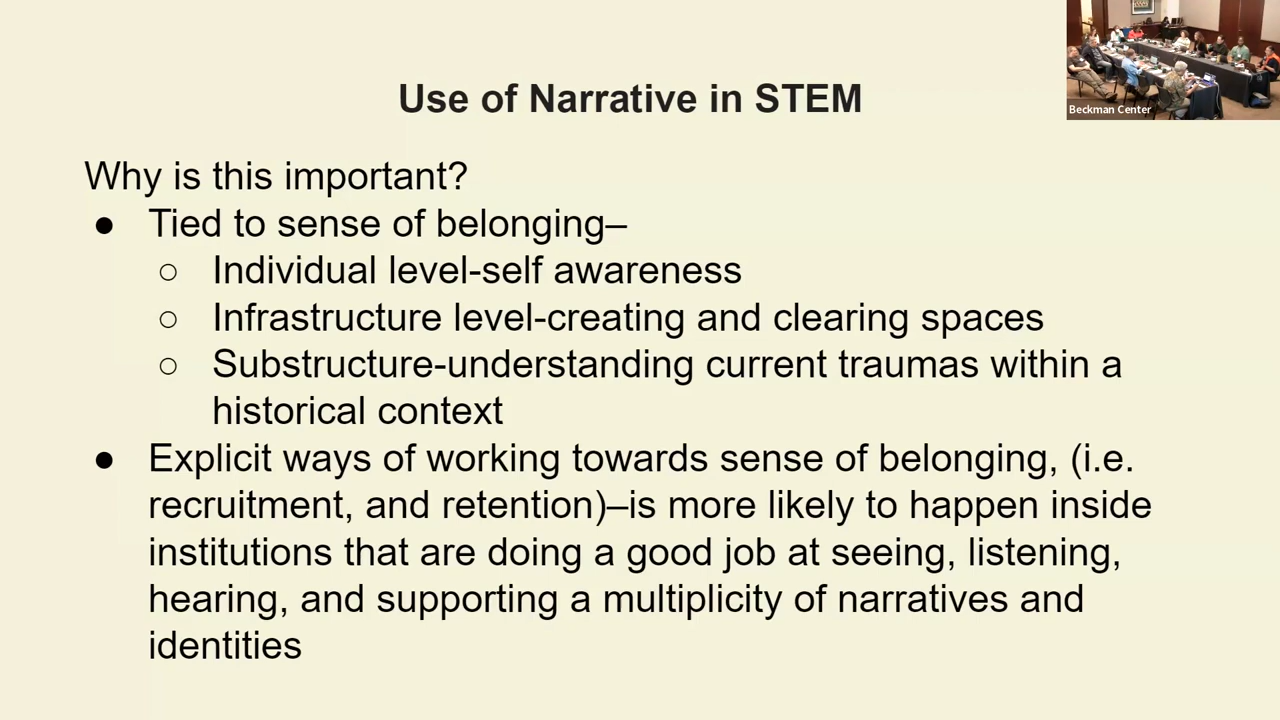 Use of Narrative in STEM
Beckman Center
Why is this important?
● Tied to sense of belonging–
○ Individual level-self awareness
○ Infrastructure level-creating and clearing spaces
○ Substructure-understanding current traumas within a
historical context
● Explicit ways of working towards sense of belonging, (i.e.
recruitment, and retention)–is more likely to happen inside
institutions that are doing a good job at seeing, listening,
hearing, and supporting a multiplicity of narratives and
identities